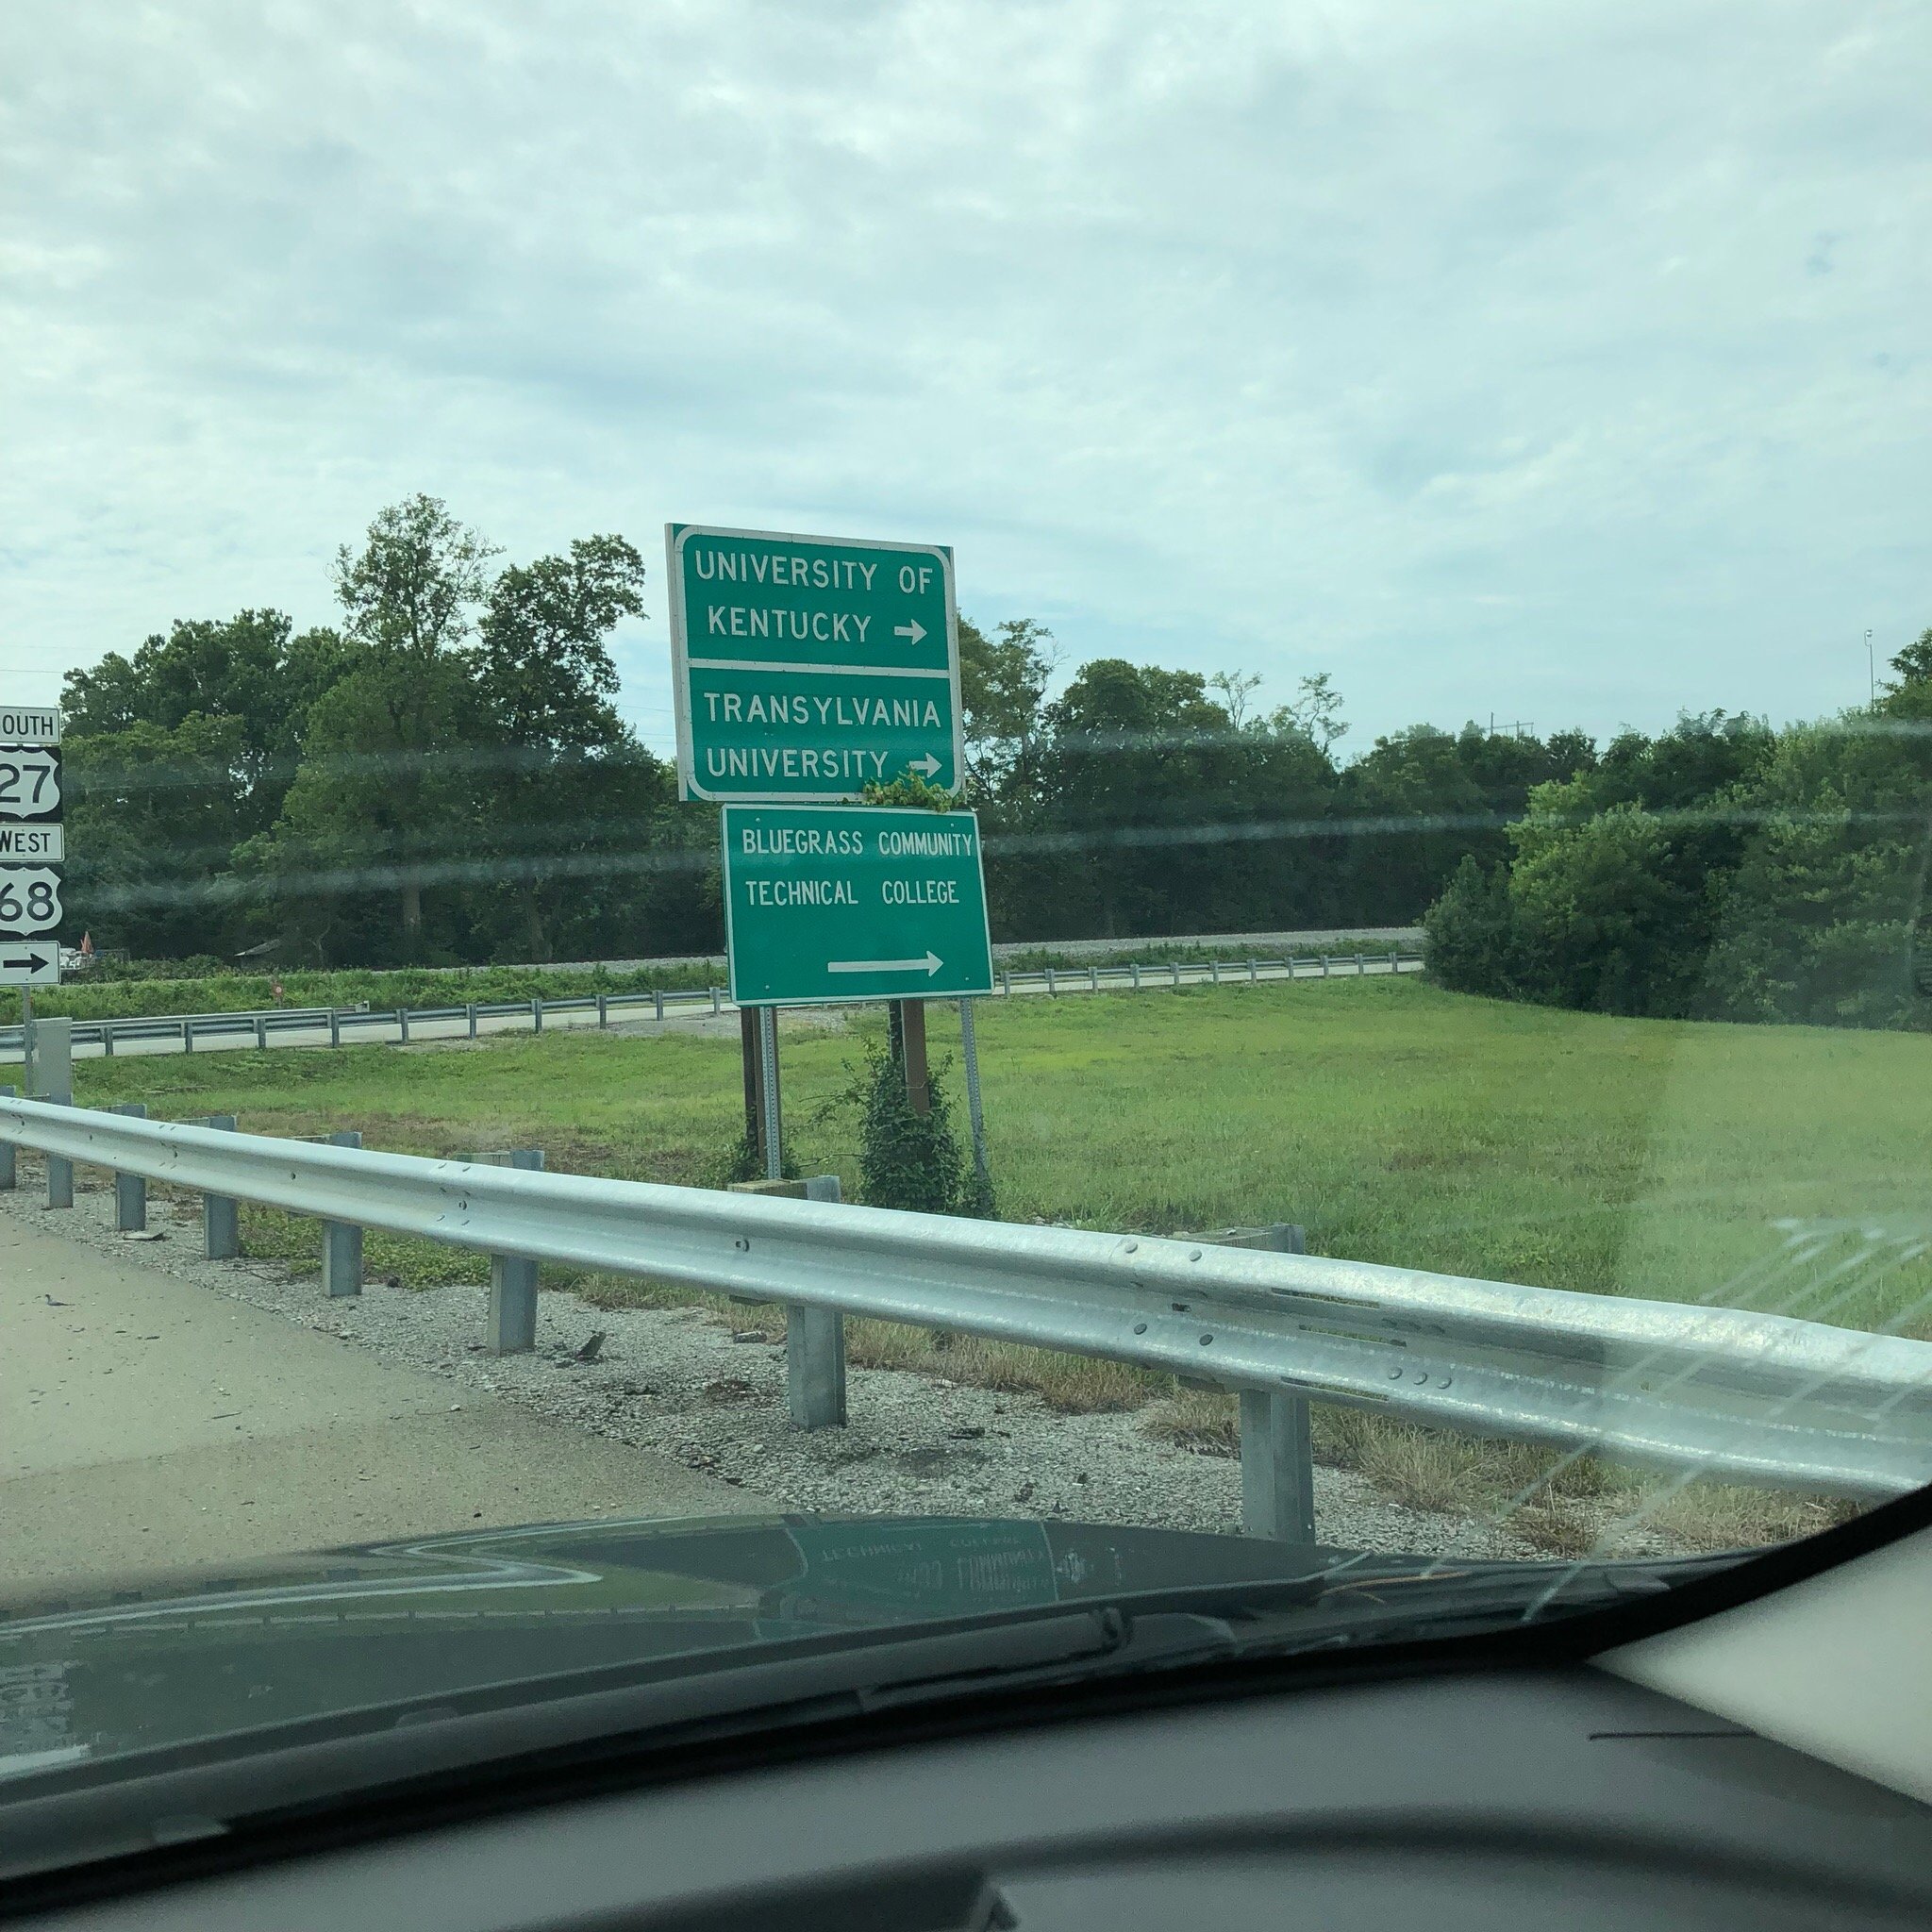 UNIVERSITY OF
KENTUCKY
TRANSYLVANIA
UNIVERSITY
BLUEGRASS COMMUNITY
TECHNICAL COLLEGE
OUTH
27
WEST
68